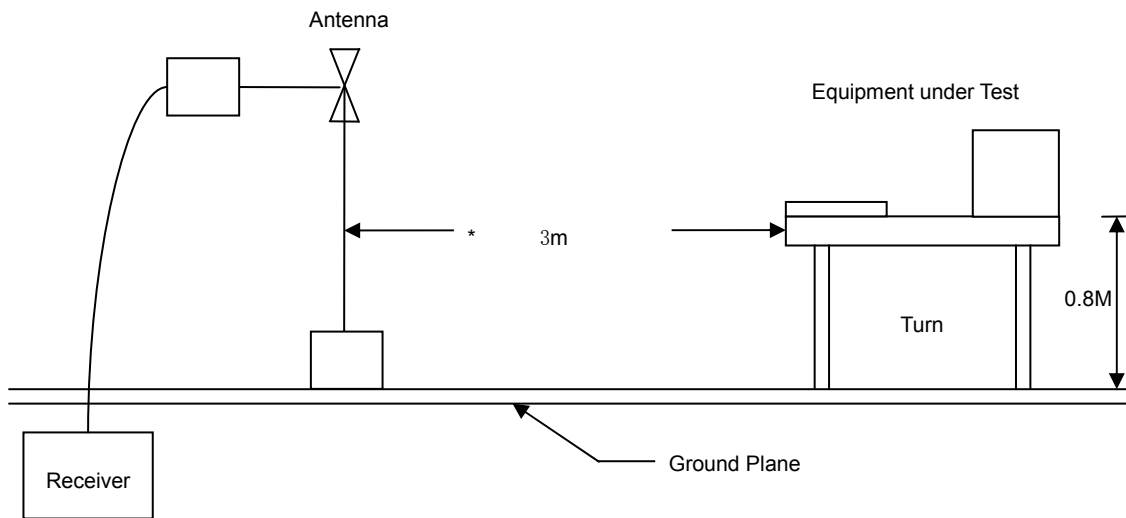 Antenna
Equipment under Test
* 3m
0.8M
Turn
Ground Plane
Receiver